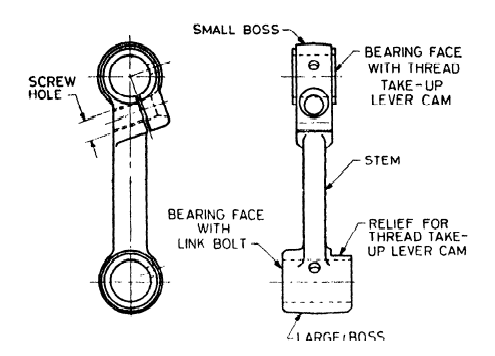 SMALL BOSS
BEARING FACE
WITH THREAD
TAKE-UP
LEVER CAM
SCREW
HOLE
STEM
BEARING FACE
WITH
LINK BOLT
RELIEF FOR
THREAD TAKE-
UP LEVER CAM
LARGE BOSS